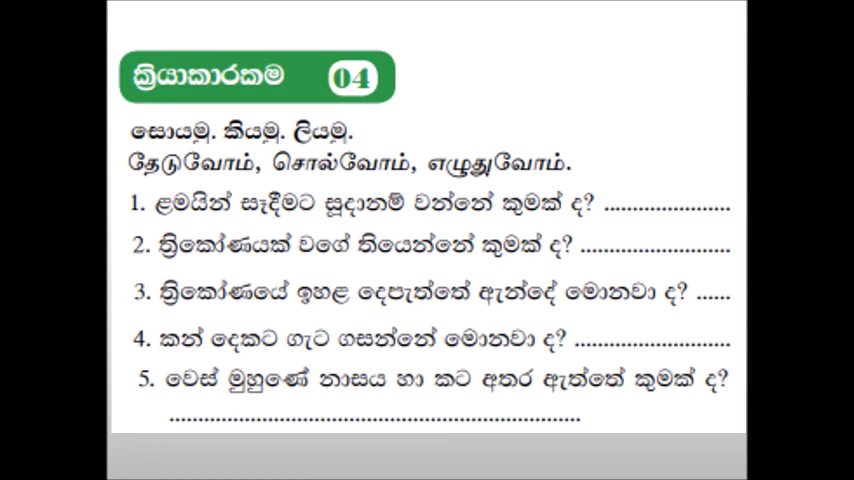 ක්‍රියාකාරකම 04
සොයමු. කියමු. ලියමු.
தேடுவோம், சொல்வோம், எழுதுவோம்.
1. ළමයින් සෑදීමට සූදානම් වන්නේ කුමක් ද? ......................
2. ත්‍රිකෝණයක් වගේ තියෙන්නේ කුමක් ද? ..........................
3. ත්‍රිකෝණයේ ඉහළ දෙපැත්තේ ඇන්දේ මොනවා ද? ......
4. කන් දෙකට ගැට ගසන්නේ මොනවා ද? ...........................
5. වෙස් මුහුණේ නාසය හා කට අතර ඇත්තේ කුමක් ද?
.......................................................................